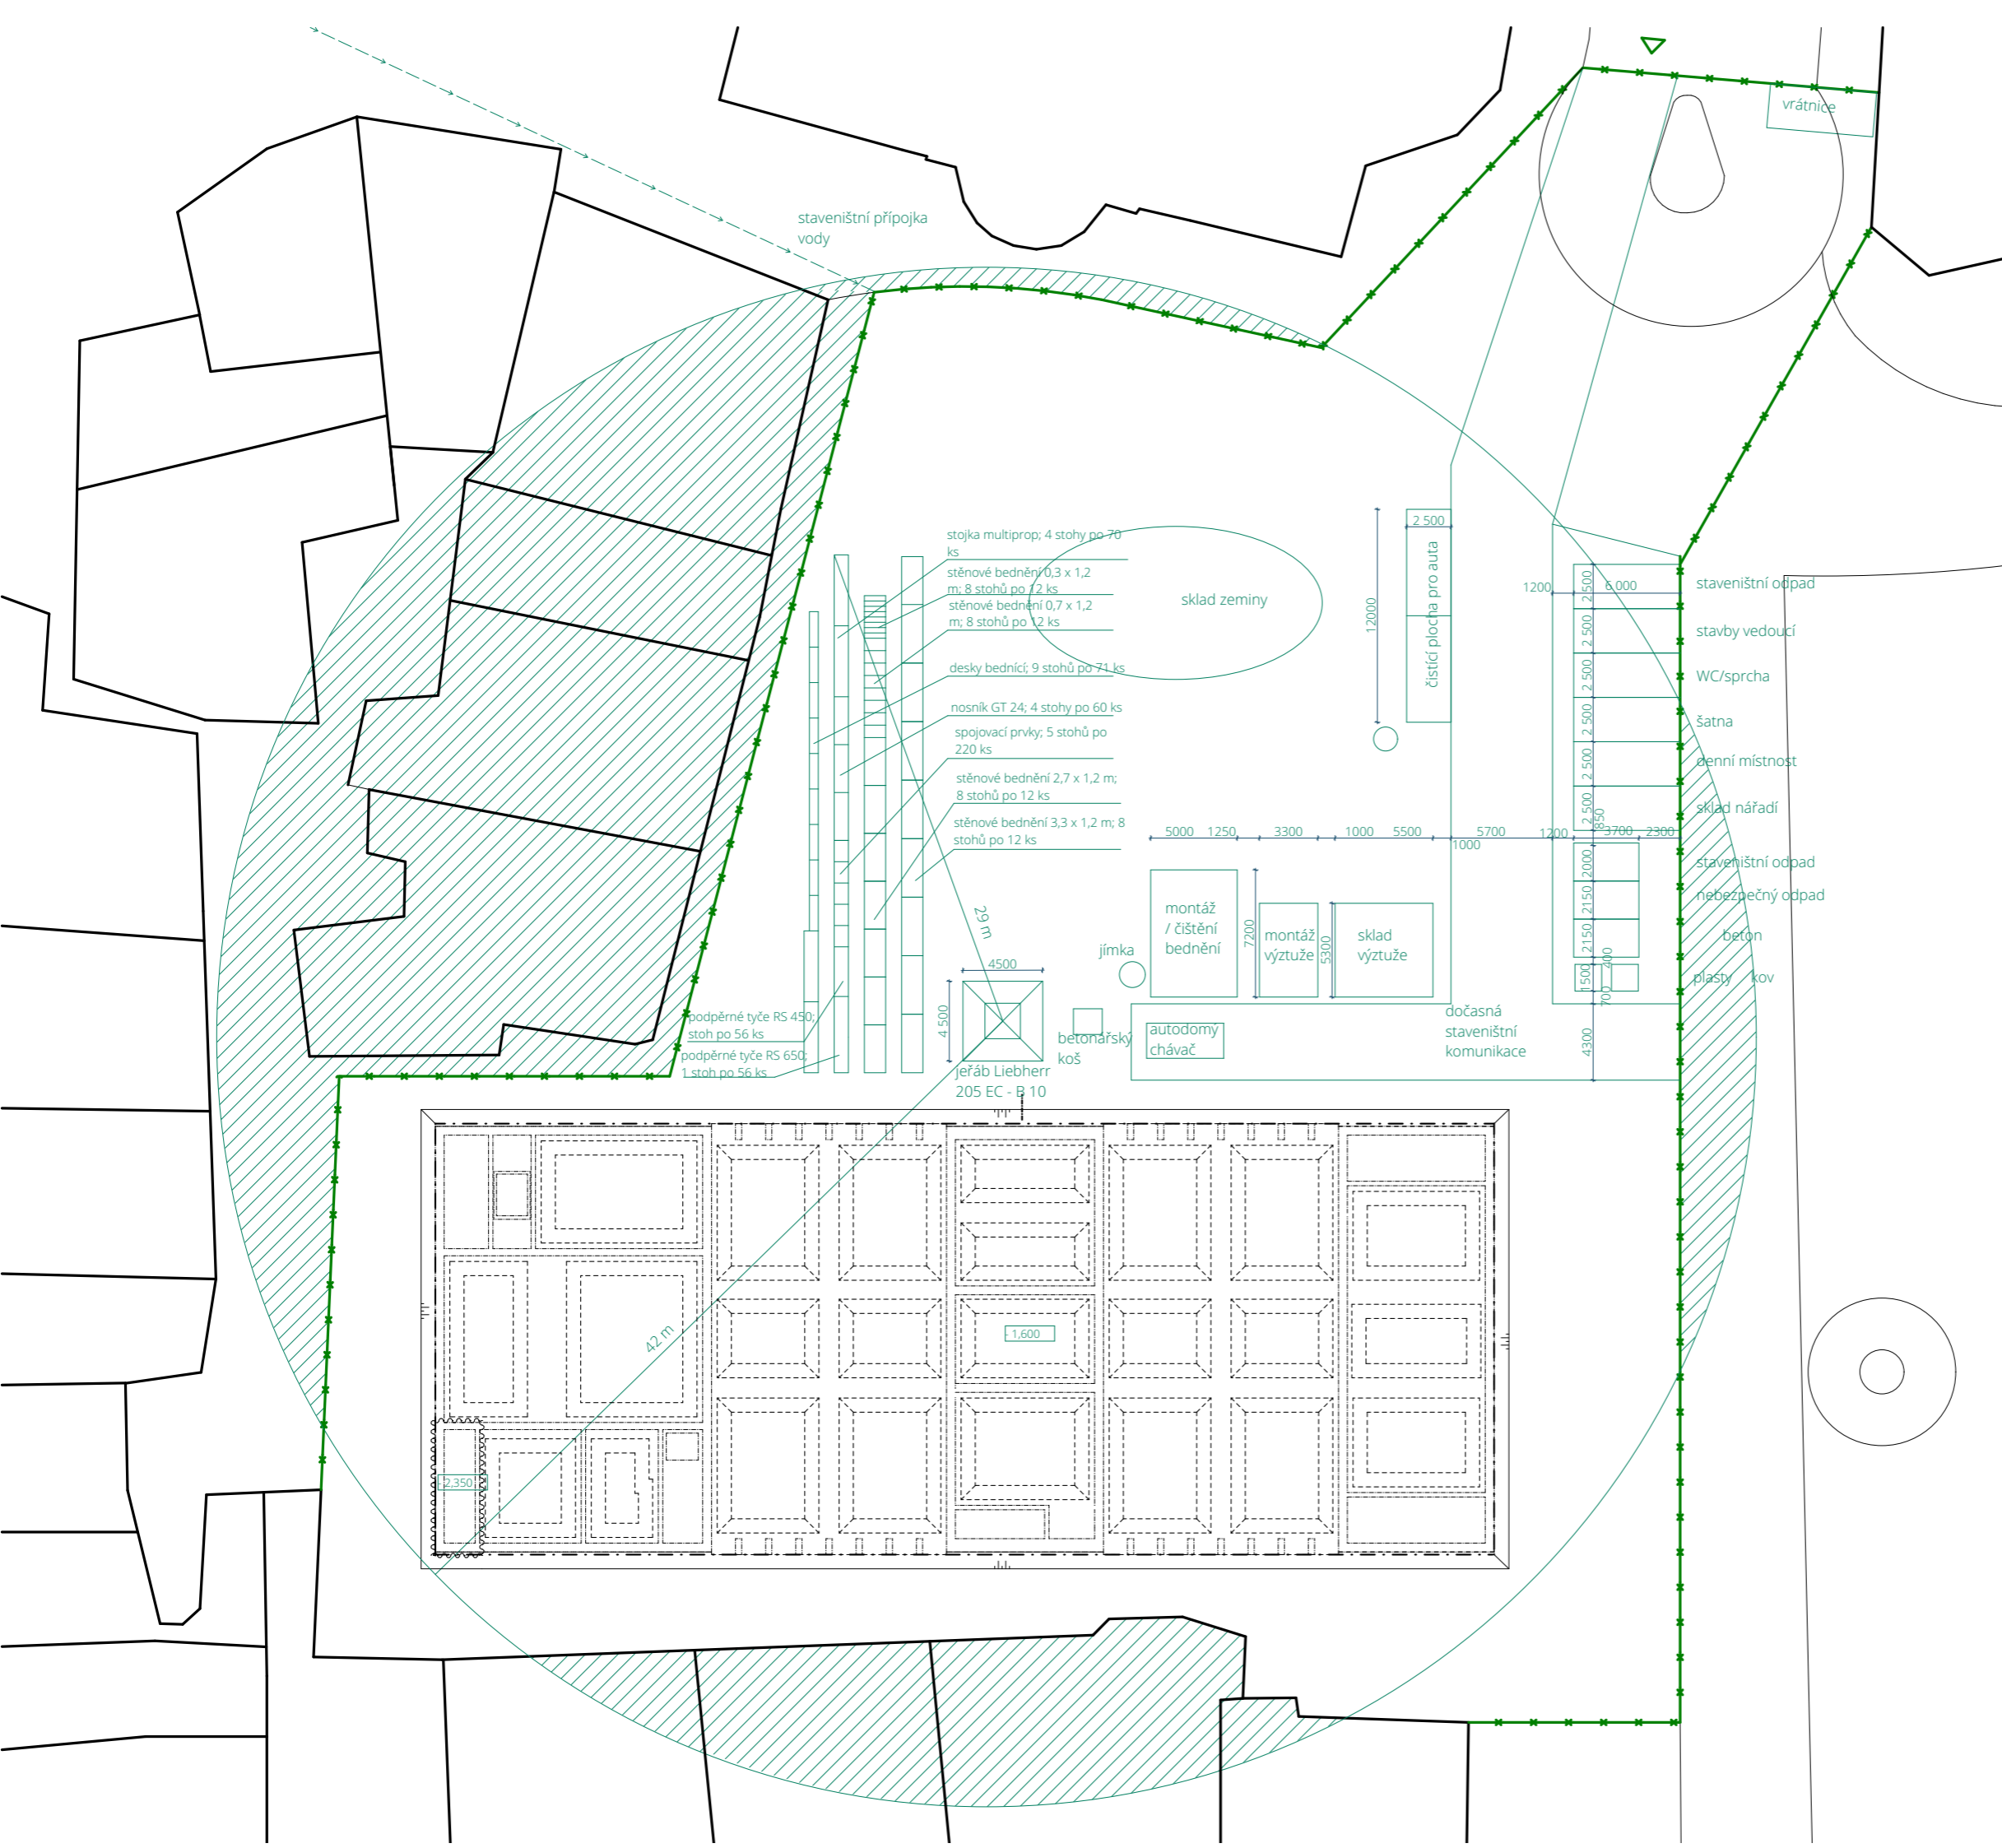 vrátnice
staveništní přípojka
vody
stojka multiprop; 4 stohy po 70
ks
stěnové bednění 0,3 x 1,2
m; 8 stohů po 12 ks
stěnové bednění 0,7 x 1,2
m; 8 stohů po 12 ks
desky bednící; 9 stohů po 71 ks
nosník GT 24; 4 stohy po 60 ks
spojovací prvky; 5 stohů po
220 ks
stěnové bednění 2,7 x 1,2 m;
8 stohů po 12 ks
stěnové bednění 3,3 x 1,2 m; 8
stohů po 12 ks
sklad zeminy
2 500
12000
čistící plocha pro auta
1200
6 000
2 500
2 500
2 500
2 500
2 500
2 500
staveništní odpad
stavby vedoucí
WC/sprcha
šatna
denní místnost
sklad nářadí
850
5000
1250
3300
1000
5500
1000
5700
1200
3700
2300
staveništní odpad
nebezpečný odpad
beton
plasty
kov
2000
2150
2150
400
1500
700
4300
montáž
/ čištění
bednění
7200
montáž
výztuže
5300
sklad
výztuže
jímka
29 m
4500
4 500
betonářský
koš
autodomý
chávač
dočasná
staveništní
komunikace
podpěrné tyče RS 450;
stoh po 56 ks
podpěrné tyče RS 650;
1 stoh po 56 ks
jeřáb Liebherr
205 EC - B 10
42 m
- 1,600
- 2,350